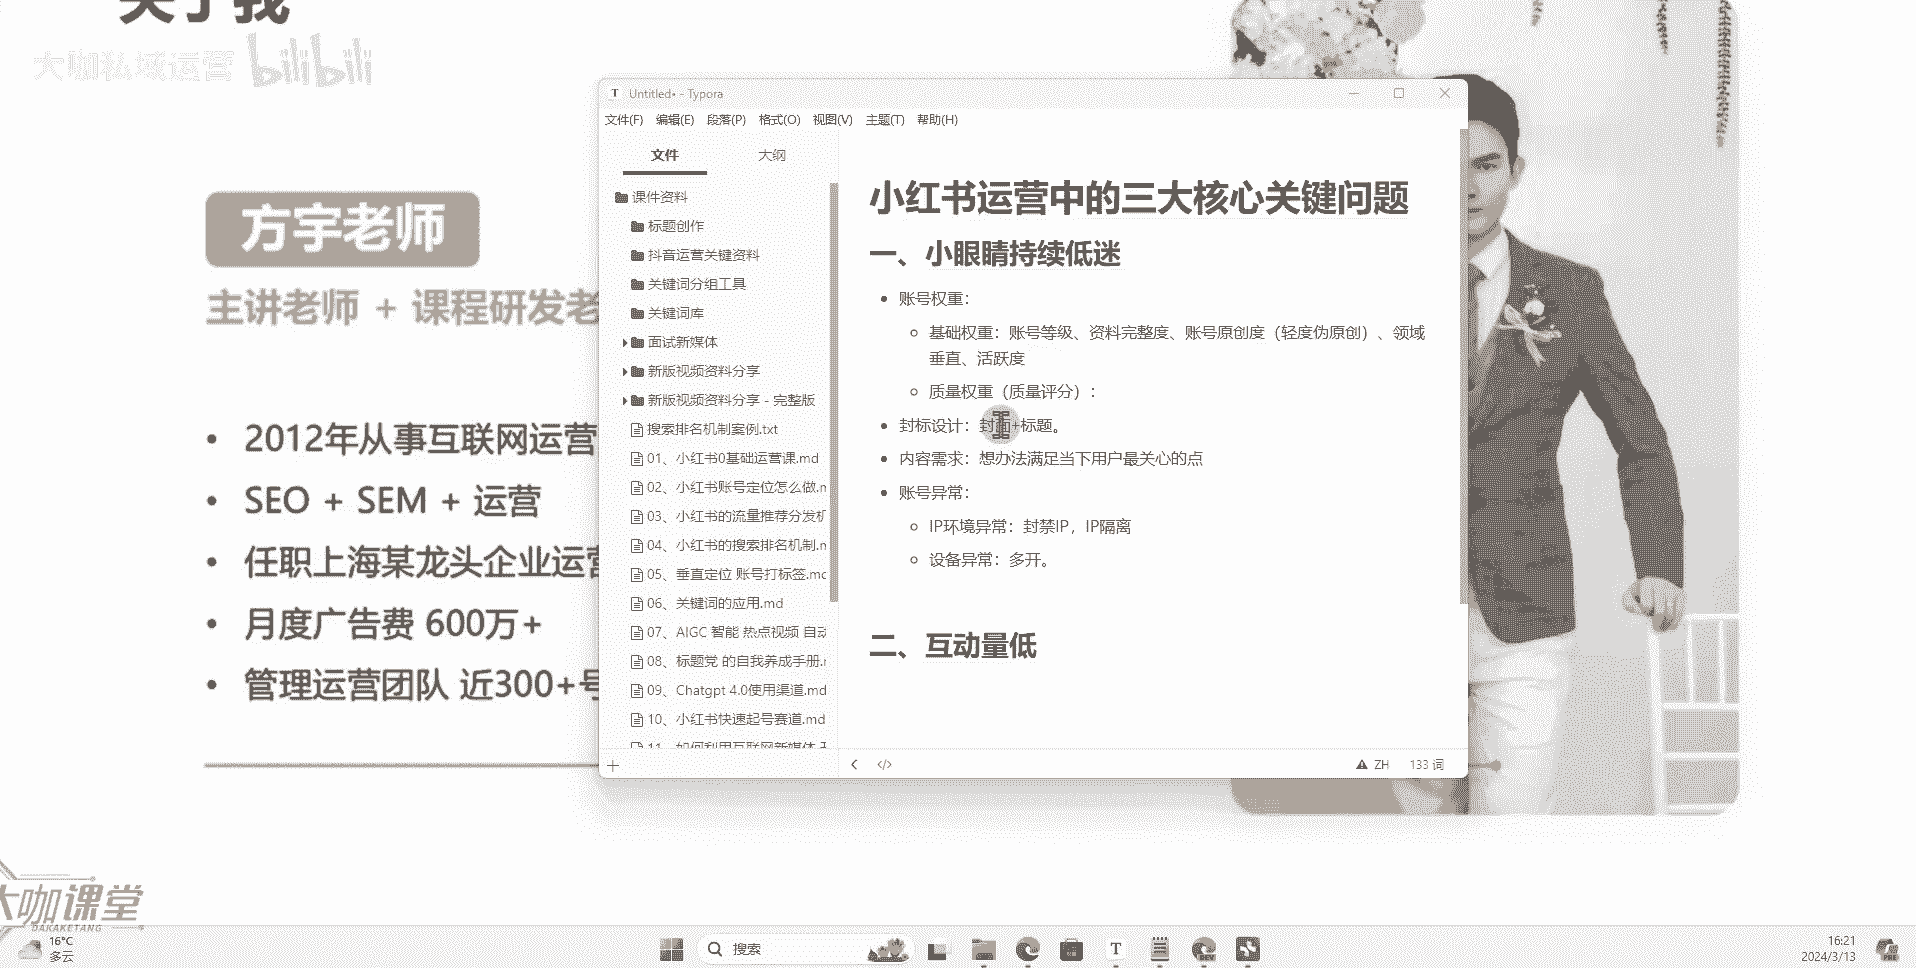 关于我
大咖私域运营 bilibili
方宇老师
主讲老师 + 课程研发老
2012年从事互联网运营
SEO + SEM + 运营
任职上海某龙头企业运营
月度广告费 600万+
管理运营团队 近300+号
Untitled• - Typora
文件(F) 编辑(E) 段落(P) 格式(O) 视图(V) 主题(T) 帮助(H)
文件 大纲
课件资料
标题创作
抖音运营关键资料
关键词分组工具
关键词库
面试新媒体
新版视频资料分享
新版视频资料分享 - 完整版
搜索排名机制案例.txt
01、小红书0基础运营课.md
02、小红书账号定位怎么做.m
03、小红书的流量推荐分发机
04、小红书的搜索排名机制.m
05、垂直定位 账号打标签.md
06、关键词的应用.md
07、AIGC 智能 热点视频 自动
08、标题党 的自我养成手册.m
09、Chatgpt 4.0使用渠道.md
10、小红书快速起号赛道.md
11、如何利用互联网新媒体
小红书运营中的三大核心关键问题
一、小眼睛持续低迷
账号权重：
基础权重：账号等级、资料完整度、账号原创度（轻度伪原创）、领域
垂直、活跃度
质量权重（质量评分）：
封标设计：封面+标题。
内容需求：想办法满足当下用户最关心的点
账号异常：
IP环境异常：封禁IP，IP隔离
设备异常：多开。
二、互动量低
ZH 133 词
大咖课堂
DAKAKETANG
16°C
多云
搜索
16:21
2024/3/13